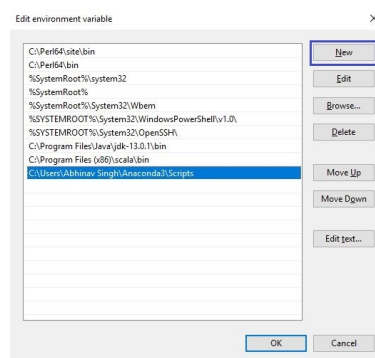 Edit environment variable
C:\Perl64\site\bin
C:\Perl64\bin
%SystemRoot%\system32
%SystemRoot%
%SystemRoot%\System32\Wbem
%SYSTEMROOT%\System32\WindowsPowerShell\v1.0\
%SYSTEMROOT%\System32\OpenSSH\
C:\Program Files\Java\jdk-13.0.1\bin
C:\Program Files (x86)\scala\bin
C:\Users\Abhinav Singh\Anaconda3\Scripts
New
Edit
Browse...
Delete
Move Up
Move Down
Edit text...
OK
Cancel